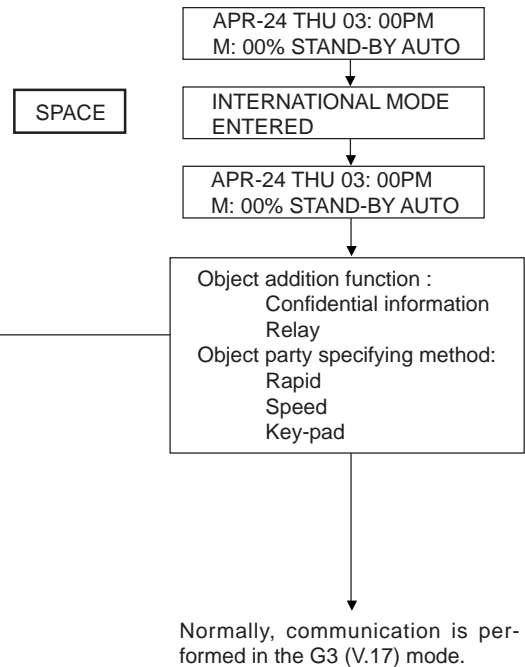 APR-24 THU 03: 00PM
M: 00% STAND-BY AUTO
SPACE
INTERNATIONAL MODE
ENTERED
APR-24 THU 03: 00PM
M: 00% STAND-BY AUTO
Object addition function :
Confidential information
Relay
Object party specifying method:
Rapid
Speed
Key-pad
Normally, communication is per-
formed in the G3 (V.17) mode.